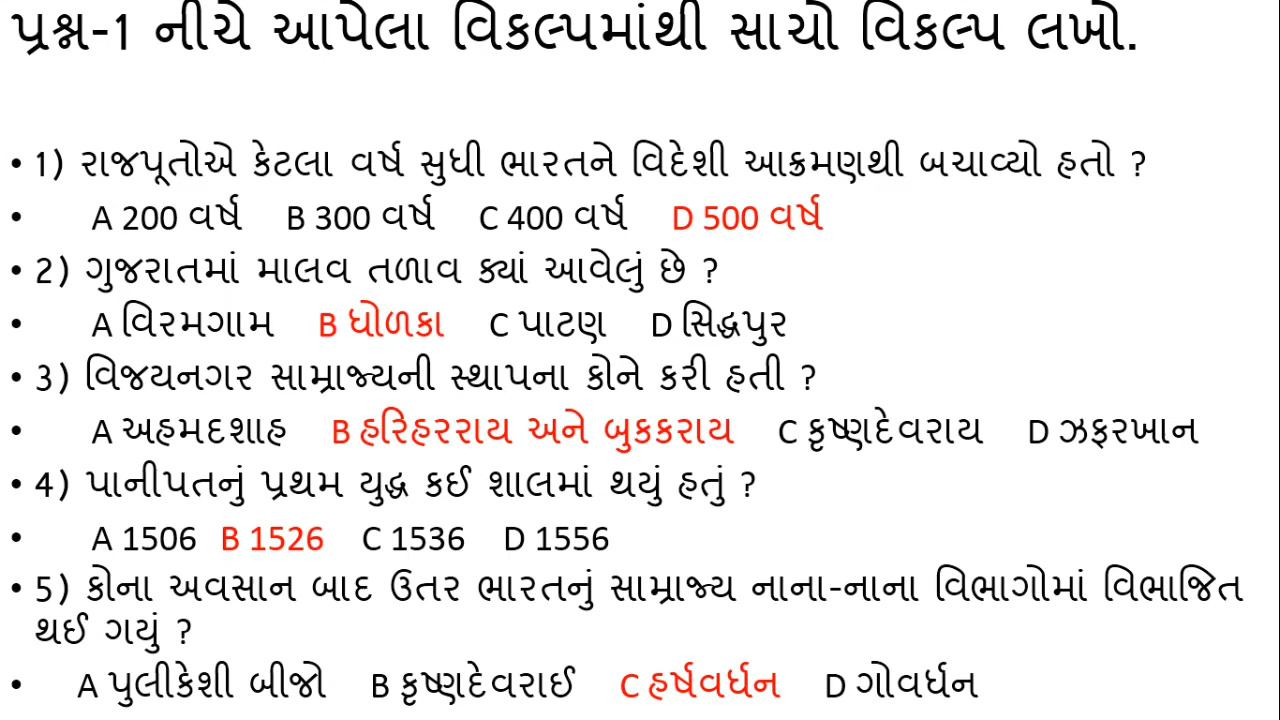 પ્રશ્ન-1 નીચે આપેલા વિકલ્પમાંથી સાચો વિકલ્પ લખો.
• 1) રાજપૂતોએ કેટલા વર્ષ સુધી ભારતને વિદેશી આક્રમણથી બચાવ્યો હતો ?
• A 200 વર્ષ B 300 વર્ષ C 400 વર્ષ D 500 વર્ષ
• 2) ગુજરાતમાં માલવ તળાવ ક્યાં આવેલું છે ?
• A વિરમગામ B ધોળકા C પાટણ D સિદ્ધપુર
• 3) વિજયનગર સામ્રાજ્યની સ્થાપના કોને કરી હતી ?
• A અહમદશાહ B હરિહરરાય અને બુકકરાય C કૃષ્ણદેવરાય D ઝફરખાન
• 4) પાનીપતનું પ્રથમ યુદ્ધ કઈ શાલમાં થયું હતું ?
• A 1506 B 1526 C 1536 D 1556
• 5) કોના અવસાન બાદ ઉતર ભારતનું સામ્રાજ્ય નાના-નાના વિભાગોમાં વિભાજિત
થઈ ગયું ?
• A પુલીકેશી બીજો B કૃષ્ણદેવરાઈ C હર્ષવર્ધન D ગોવર્ધન